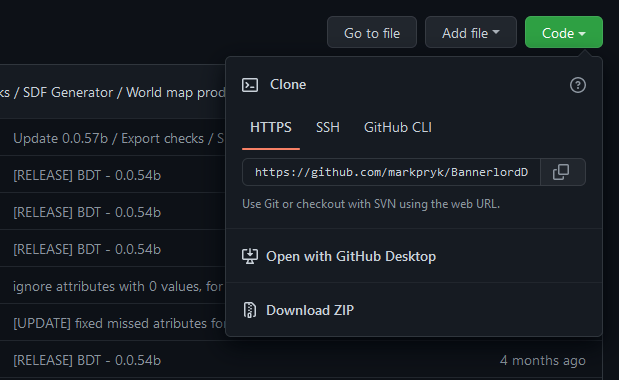 Go to file
Add file
Code
Clone
HTTPS
SSH
GitHub CLI
https://github.com/markpryk/BannerlordD
Use Git or checkout with SVN using the web URL.
Open with GitHub Desktop
Download ZIP
/ SDF Generator / World map prod
Update 0.0.57b / Export checks / S
[RELEASE] BDT - 0.0.54b
[RELEASE] BDT - 0.0.54b
[RELEASE] BDT - 0.0.54b
ignore attributes with 0 values, for
[UPDATE] fixed missed atributes for
[RELEASE] BDT - 0.0.54b
4 months ago